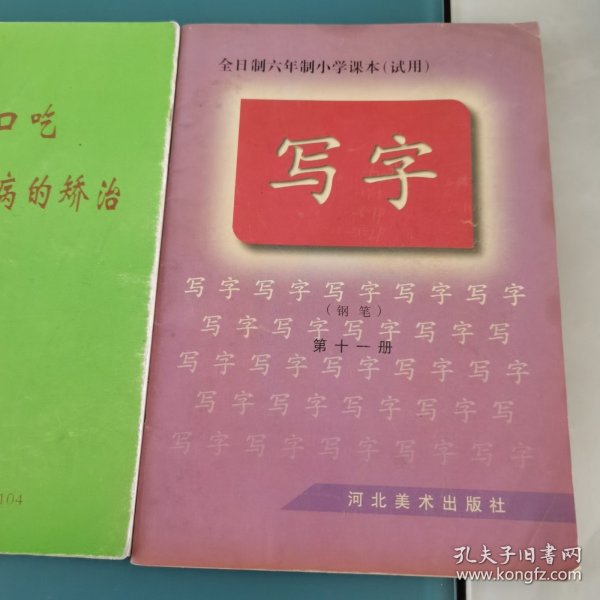 口吃
病的矫治
104
全日制六年制小学课本(试用)
写字
写字写字写字写字写字
(钢笔)
写字写字写字写字写
第十一册
写字写字写字写字写字
写字写字写字写字写
写字写字写字写字写字
河北美术出版社
孔夫子旧书网
www.kongfz.com